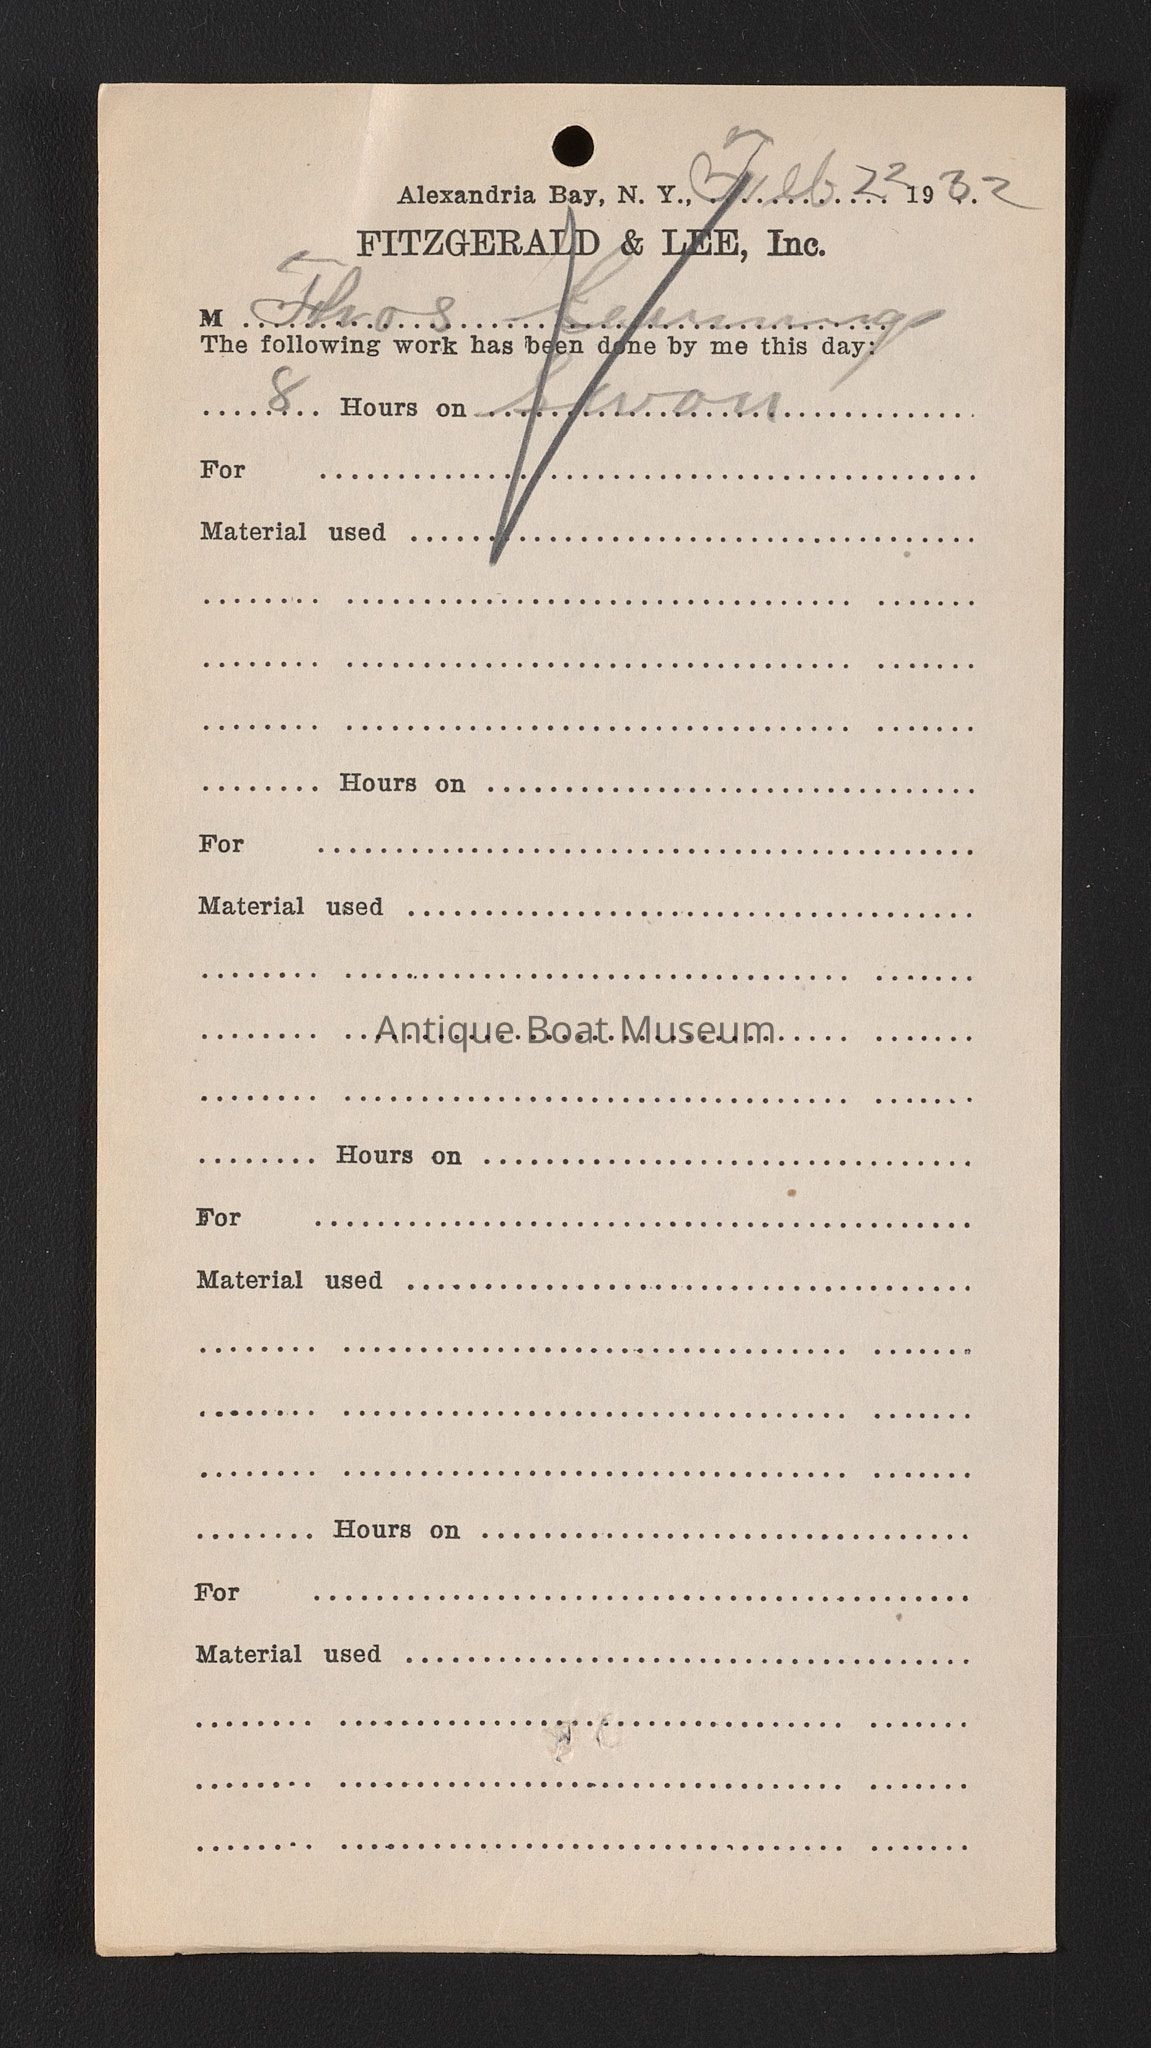 Alexandria Bay, N. Y., Feb 22 1932
FITZGERALD & LEE, Inc.
M Thos
The following work has been done by me this day:
8 Hours on
For
Material used
Hours on
For
Material used
Antique Boat Museum
Hours on
For
Material used
Hours on
For
Material used